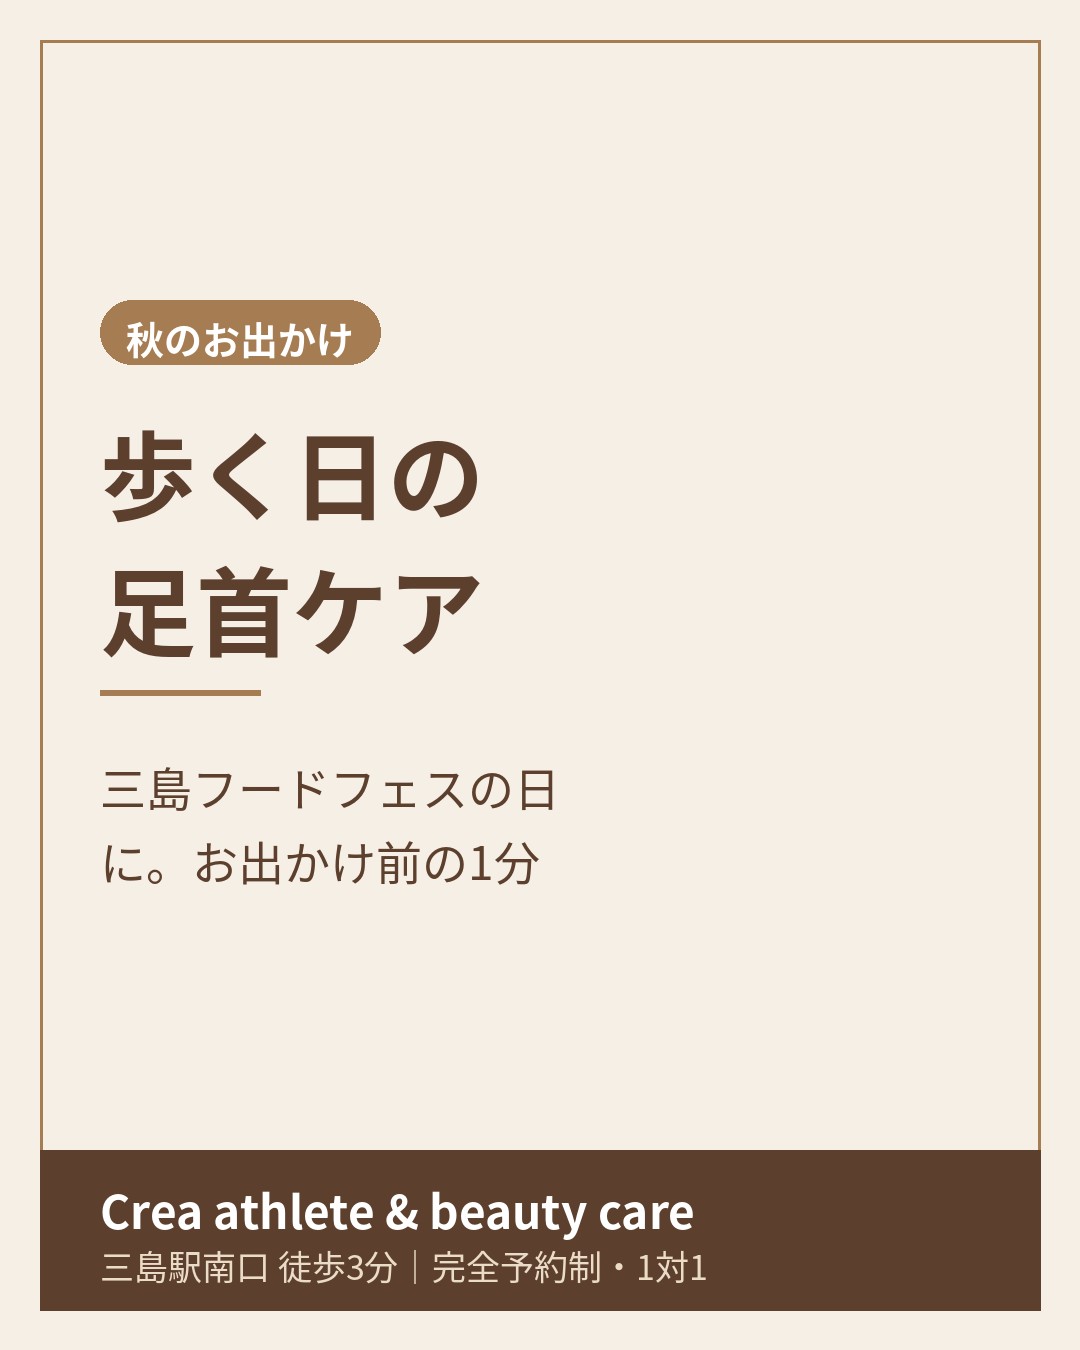 秋のお出かけ
歩く日の
足首ケア
三島フードフェスの日
に。お出かけ前の1分
Crea athlete & beauty care
三島駅南口 徒歩3分｜完全予約制・1対1